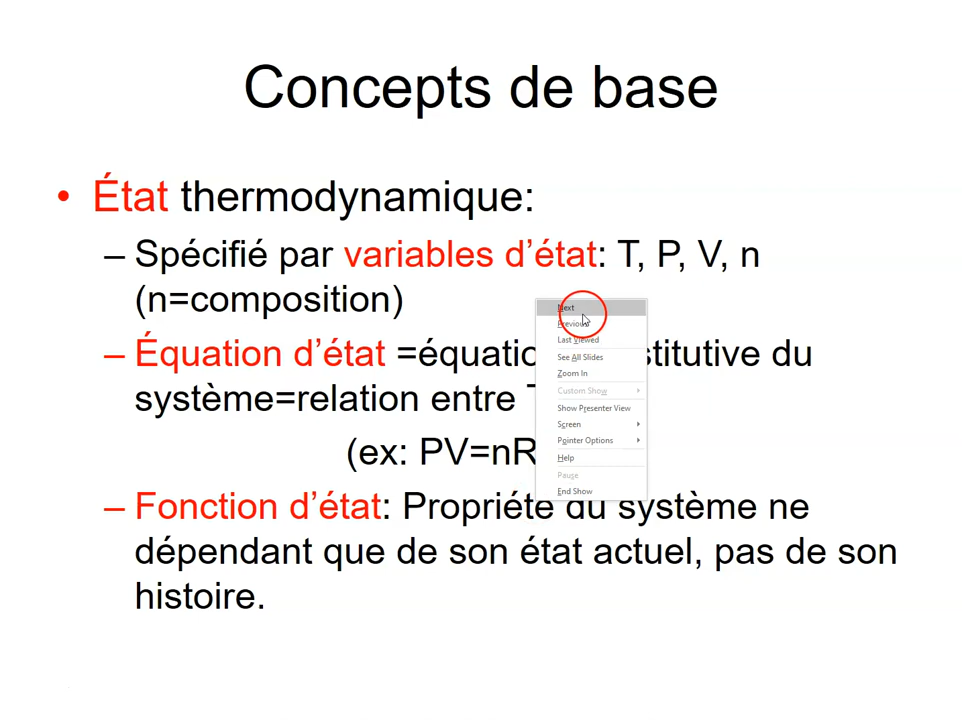 Concepts de base
• État thermodynamique:
– Spécifié par variables d’état: T, P, V, n
(n=composition)
– Équation d’état =équatio stitutive du
système=relation entre
(ex: PV=nR
– Fonction d’état: Propriété du système ne
dépendant que de son état actuel, pas de son
histoire.
Next
Previous
Last Viewed
See All Slides
Zoom In
Custom Show
Show Presenter View
Screen
Pointer Options
Help
Pause
End Show